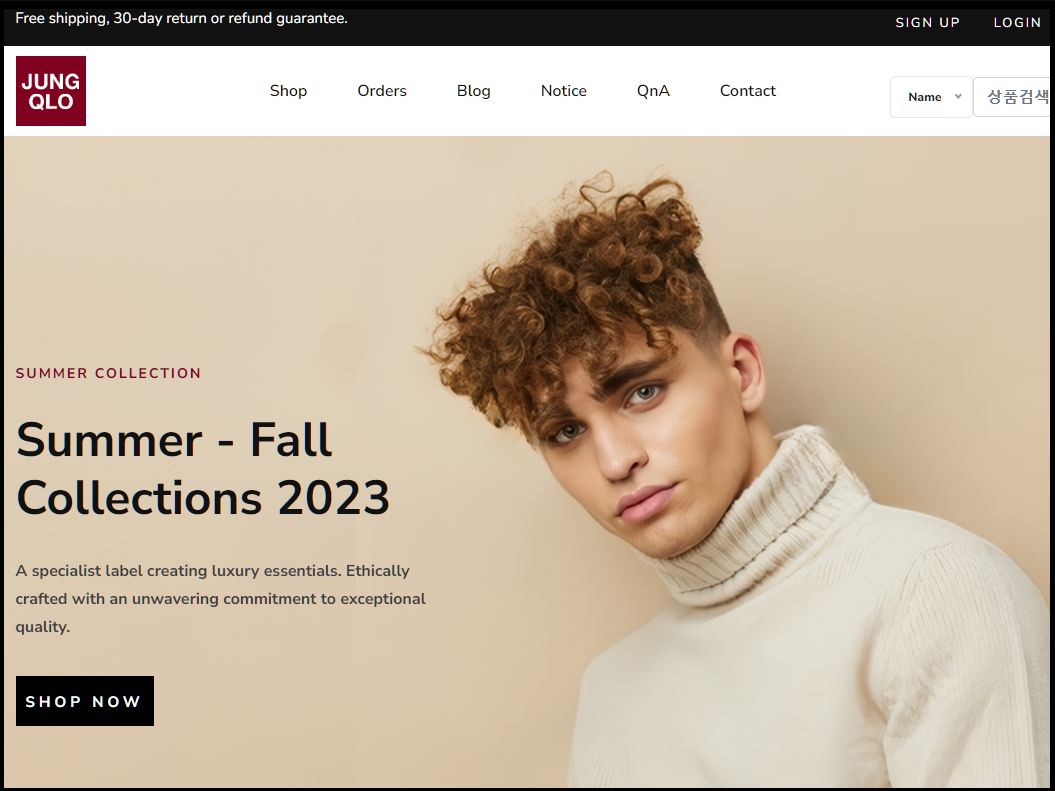 Free shipping, 30-day return or refund guarantee.
SIGN UP
LOGIN
JUNG
QLO
Shop
Orders
Blog
Notice
QnA
Contact
Name
상품검색
SUMMER COLLECTION
Summer - Fall
Collections 2023
A specialist label creating luxury essentials. Ethically
crafted with an unwavering commitment to exceptional
quality.
SHOP NOW